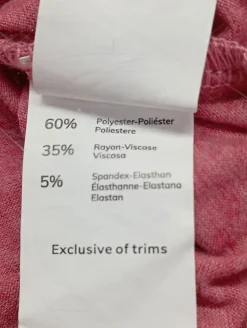 60% Polyester-Poliéster
Poliestere
35% Rayon-Viscose
Viscosa
5% Spandex-Elasthan
Élasthanne-Elastano
Elastan
Exclusive of trims